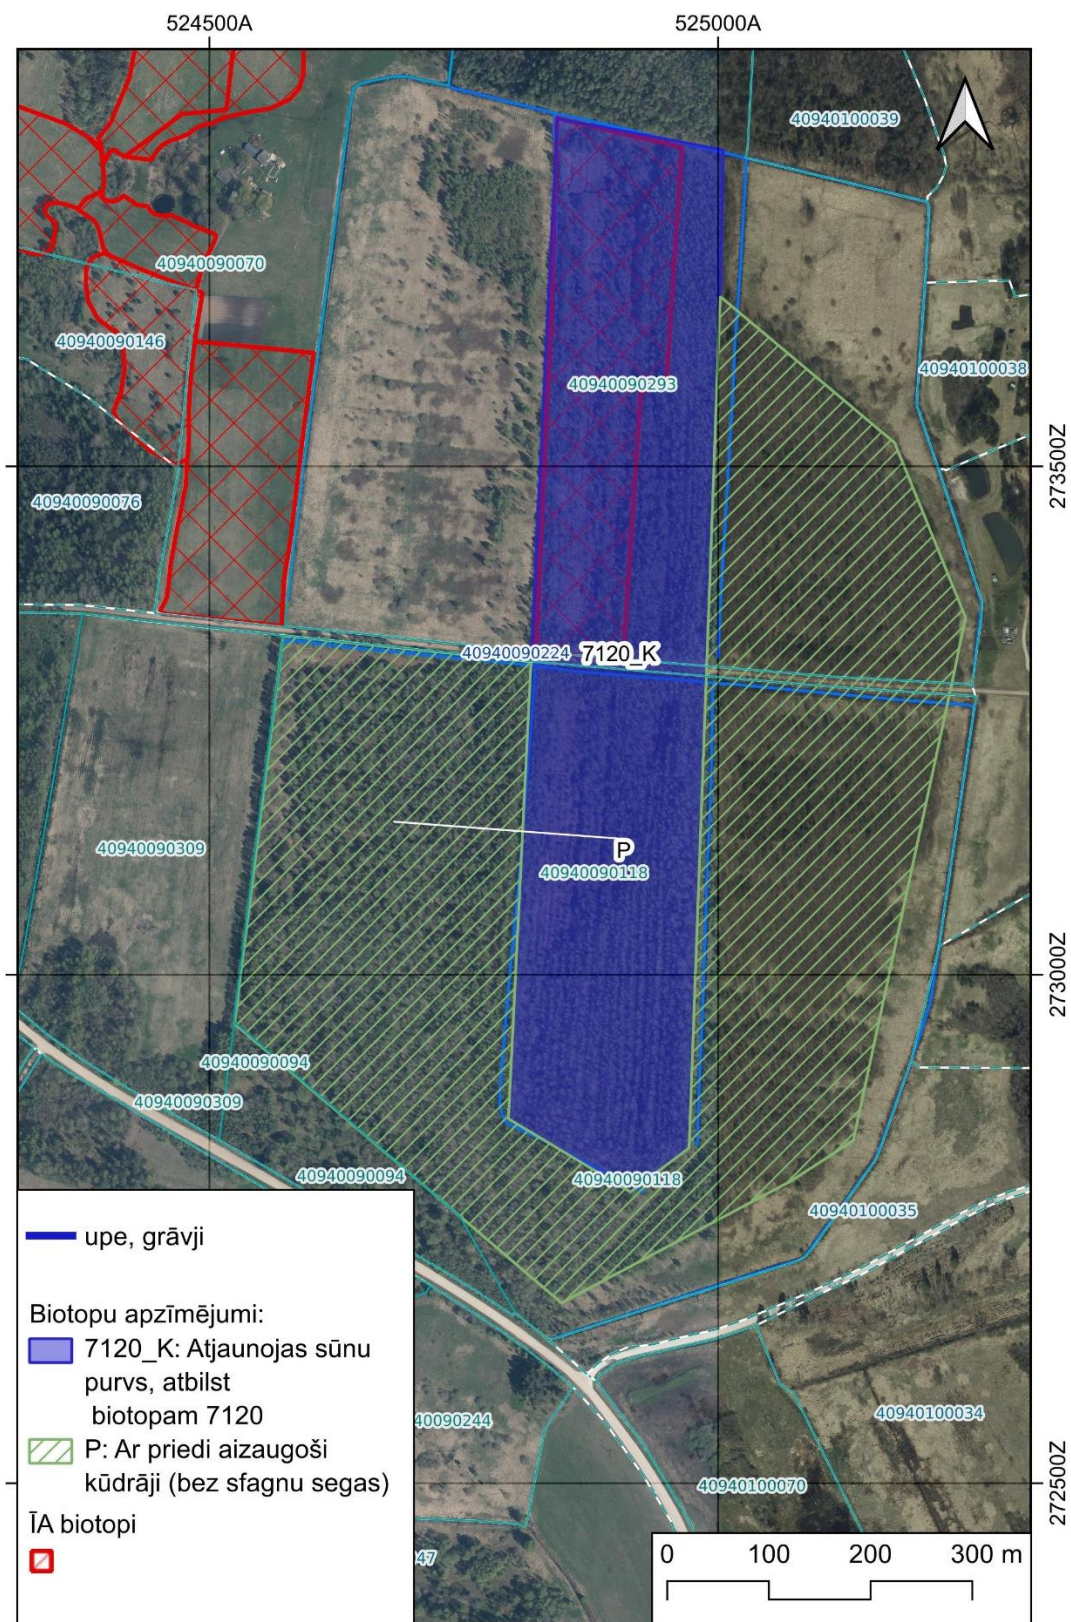 524500A
525000A
40940100039
40940090070
40940090146
40940090293
40940100038
273500Z
40940090076
40940090224
7120_K
40940090309
P
40940090118
273000Z
40940090094
40940090309
40940090094
40940090118
40940100035
upe, grāvji
Biotopu apzīmējumi:
7120_K: Atjaunojas sūnu
purvs, atbilst
biotopam 7120
P: Ar priedi aizaugoši
kūdrāji (bez sfagnu segas)
ĪA biotopi
40090244
40940100034
40940100070
272500Z
47
0 100 200 300 m